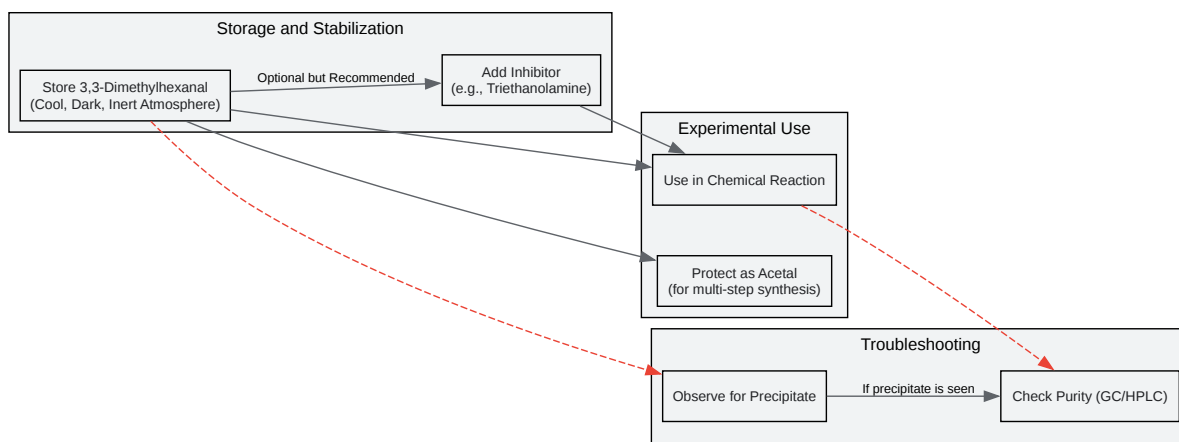 Storage and Stabilization
Store 3,3-Dimethylhexanal
(Cool, Dark, Inert Atmosphere)
Optional but Recommended
Add Inhibitor
(e.g., Triethanolamine)
Experimental Use
Use in Chemical Reaction
Protect as Acetal
(for multi-step synthesis)
Troubleshooting
Observe for Precipitate
If precipitate is seen
Check Purity (GC/HPLC)